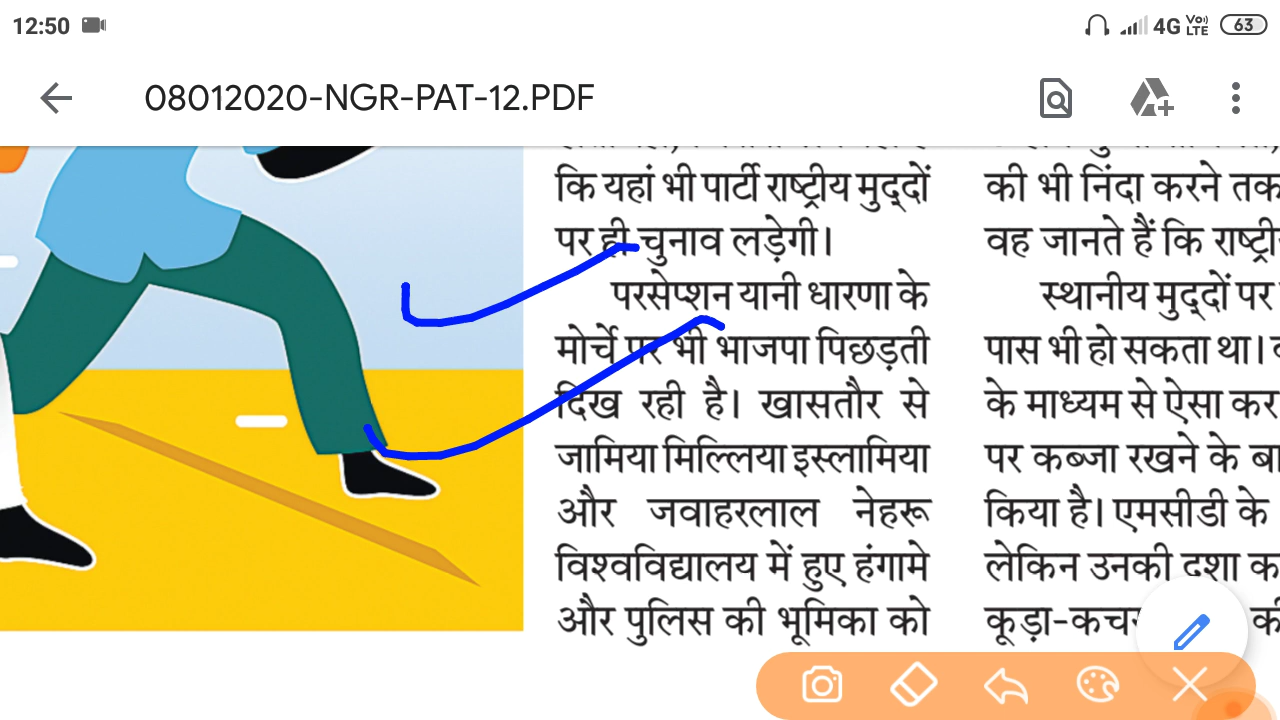 12:50
4G Vo)) LTE 63
08012020-NGR-PAT-12.PDF
कि यहां भी पार्टी राष्ट्रीय मुद्दों
पर ही चुनाव लड़ेगी।
परसेप्शन यानी धारणा के
मोर्चे पर भी भाजपा पिछड़ती
दिख रही है। खासतौर से
जामिया मिल्लिया इस्लामिया
और जवाहरलाल नेहरू
विश्वविद्यालय में हुए हंगामे
और पुलिस की भूमिका को
की भी निंदा करने तक
वह जानते हैं कि
स्थानीय मुद्दों पर
पास भी हो सकता था।
के माध्यम से ऐसा कर
पर कब्जा रखने के
किया है। एमसीडी के
लेकिन उनकी दशा